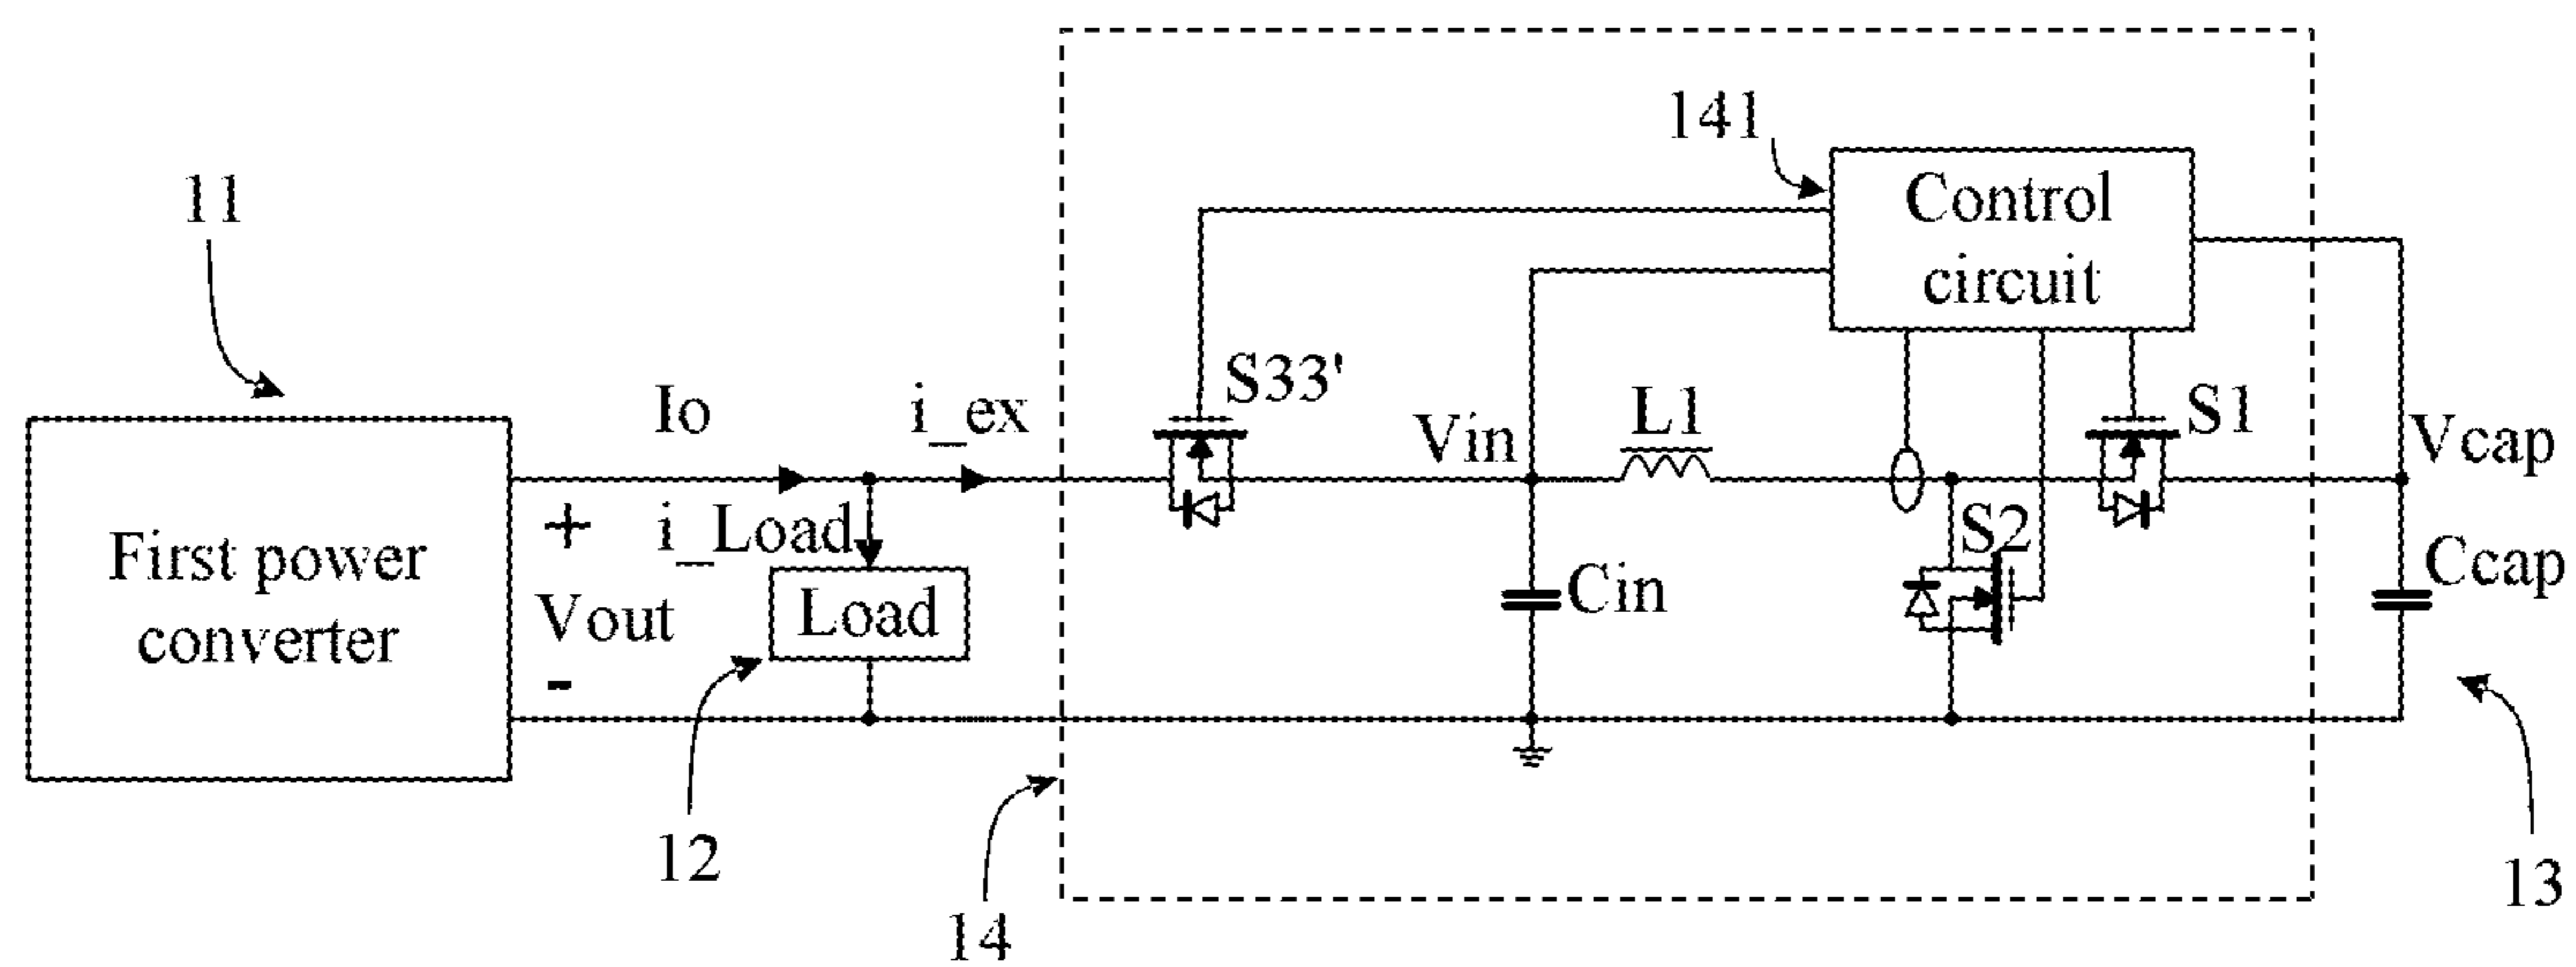 141
11
Control
circuit
S33'
Io
i_ex
L1
S1
Vin
Vcap
+
i_Load
S2
First power
converter
Vout
Load
Cin
Ccap
-
12
13
14